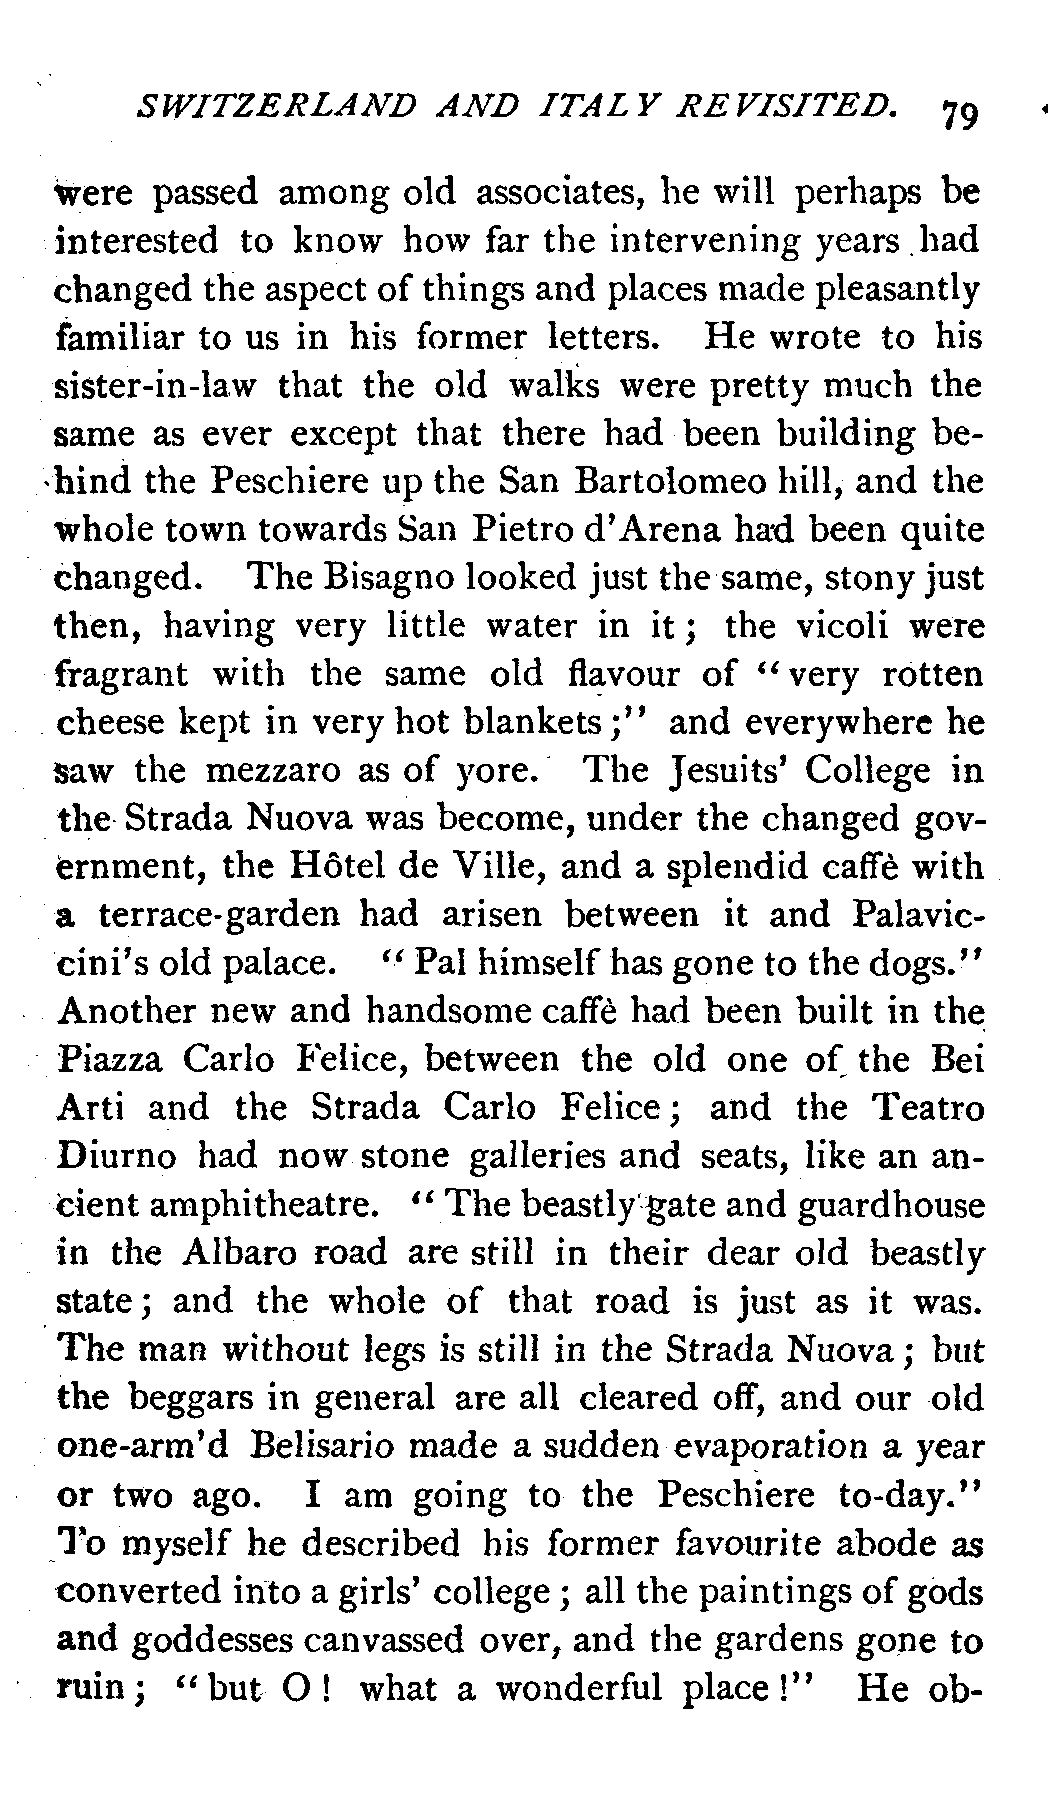 SWITZERLAND AND ITALY REVISITED. 79
were passed among old associates, he will perhaps be
interested to know how far the intervening years had
changed the aspect of things and places made pleasantly
familiar to us in his former letters. He wrote to his
sister-in-law that the old walks were pretty much the
same as ever except that there had been building be-
hind the Peschiere up the San Bartolomeo hill, and the
whole town towards San Pietro d'Arena had been quite
changed. The Bisagno looked just the same, stony just
then, having very little water in it; the vicoli were
fragrant with the same old flavour of "very rotten
cheese kept in very hot blankets;" and everywhere he
saw the mezzaro as of yore. The Jesuits' College in
the Strada Nuova was become, under the changed gov-
ernment, the Hôtel de Ville, and a splendid caffè with
a terrace-garden had arisen between it and Palavic-
cini's old palace. "Pal himself has gone to the dogs."
Another new and handsome caffè had been built in the
Piazza Carlo Felice, between the old one of the Bei
Arti and the Strada Carlo Felice; and the Teatro
Diurno had now stone galleries and seats, like an an-
cient amphitheatre. "The beastly gate and guardhouse
in the Albaro road are still in their dear old beastly
state; and the whole of that road is just as it was.
The man without legs is still in the Strada Nuova; but
the beggars in general are all cleared off, and our old
one-arm'd Belisario made a sudden evaporation a year
or two ago. I am going to the Peschiere to-day."
To myself he described his former favourite abode as
converted into a girls' college; all the paintings of gods
and goddesses canvassed over, and the gardens gone to
ruin; "but O! what a wonderful place!" He ob-